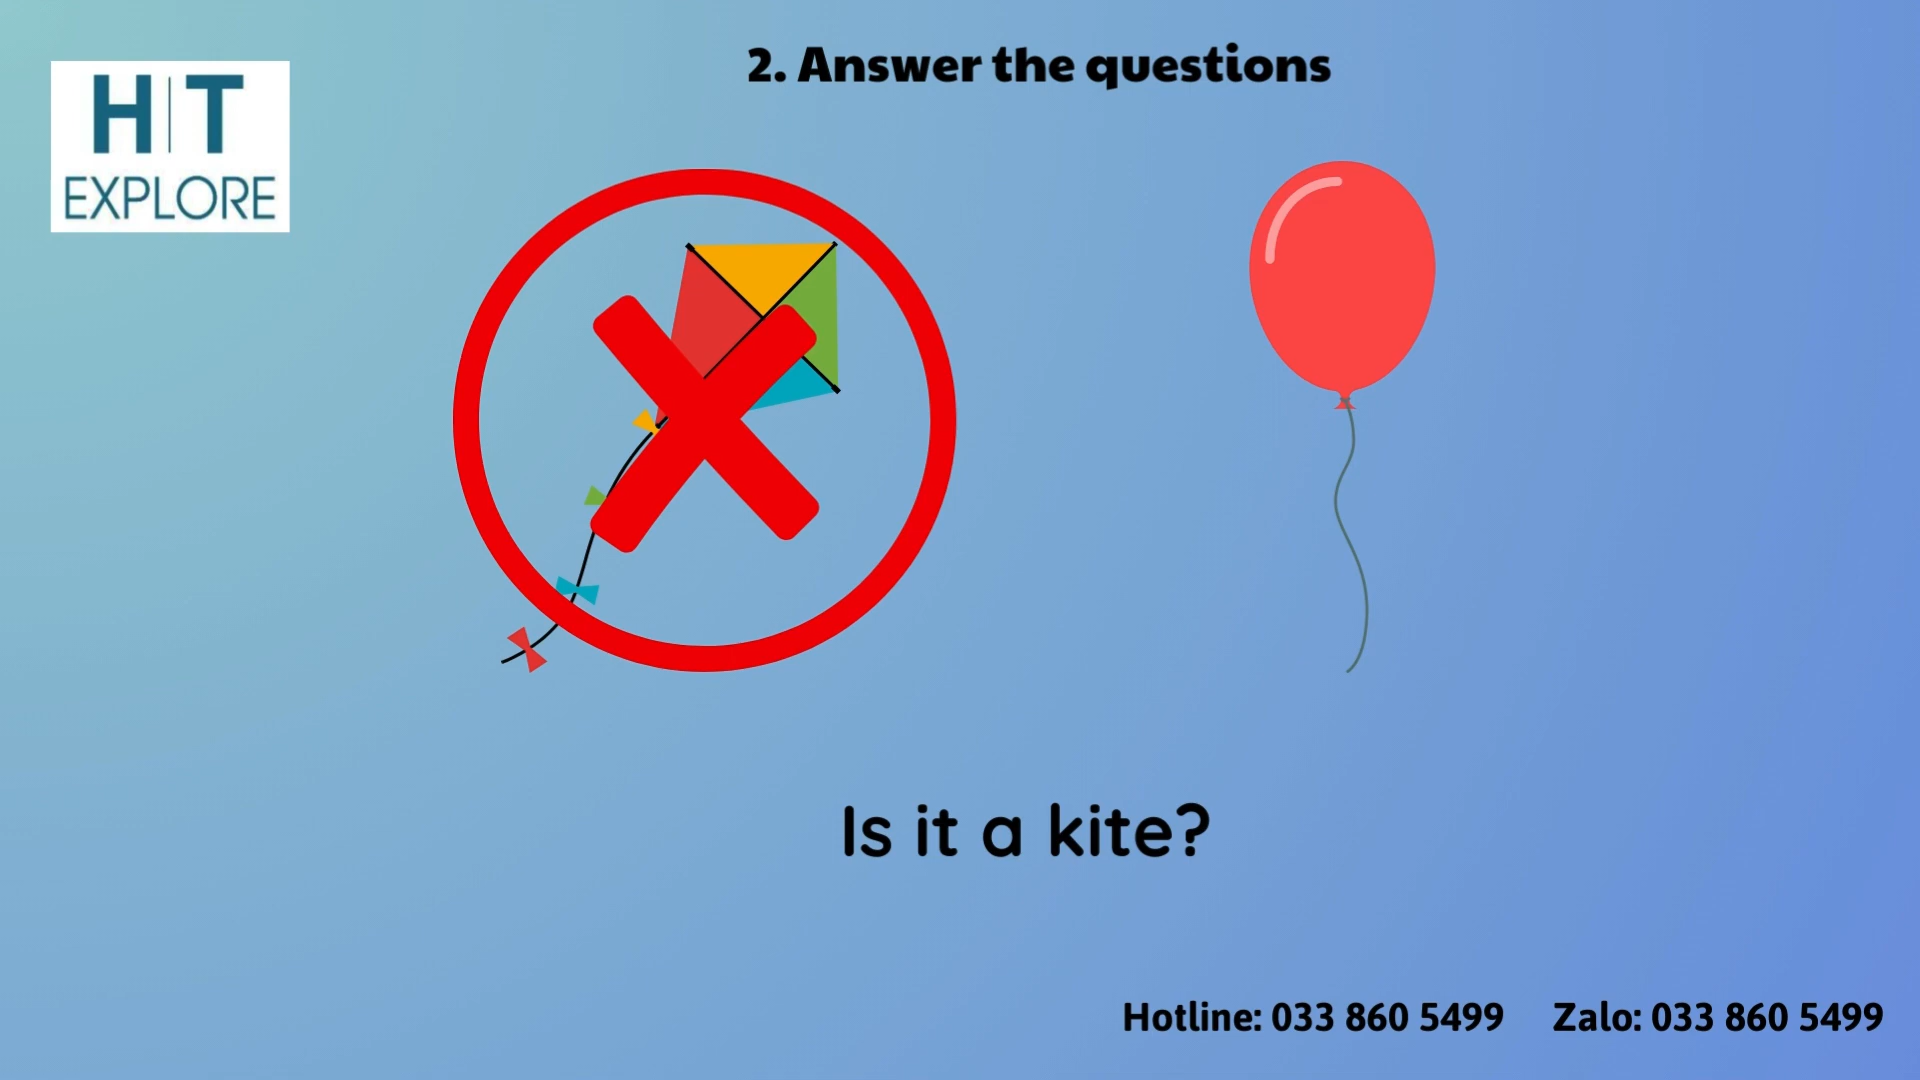 2. Answer the questions
H|T
EXPLORE
Is it a kite?
Hotline: 033 860 5499 Zalo: 033 860 5499